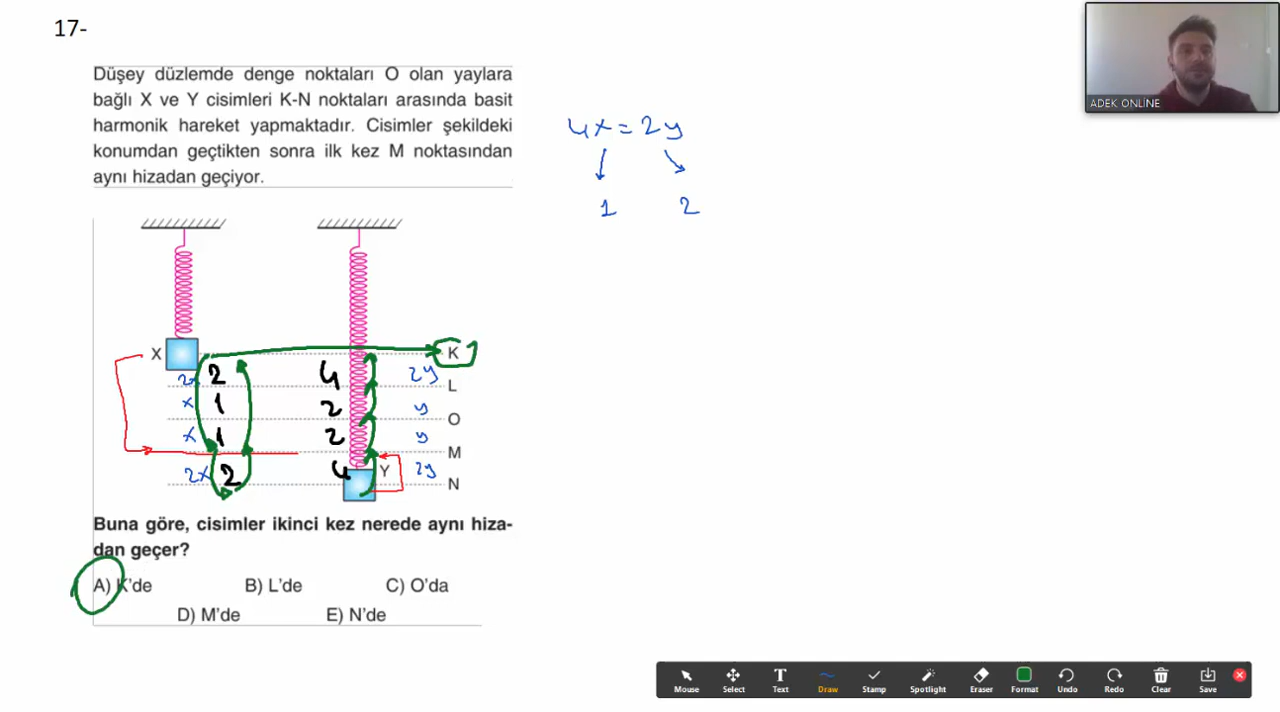 17-
ADEK ONLİNE
Düşey düzlemde denge noktaları O olan yaylara
bağlı X ve Y cisimleri K-N noktaları arasında basit
harmonik hareket yapmaktadır. Cisimler şekildeki
konumdan geçtikten sonra ilk kez M noktasından
aynı hizadan geçiyor.
4x = 2y
1 2
X K
2x 2 4 2y L
x 1 2 y O
x 1 2 y M
2x 2 4 Y 2y N
Buna göre, cisimler ikinci kez nerede aynı hiza-
dan geçer?
A) K'de B) L'de C) O'da
D) M'de E) N'de
Mouse Select Text Draw Stamp Spotlight Eraser Format Undo Redo Clear Save